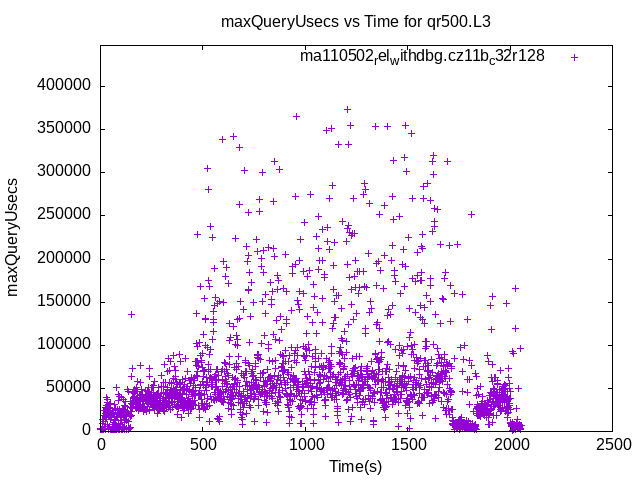 maxQueryUsecs vs Time for qr500.L3
ma110502relwithdbg.cz11bc32r128
400000
350000
300000
250000
200000
150000
100000
50000
0
maxQueryUsecs
0 500 1000 1500 2000 2500
Time(s)